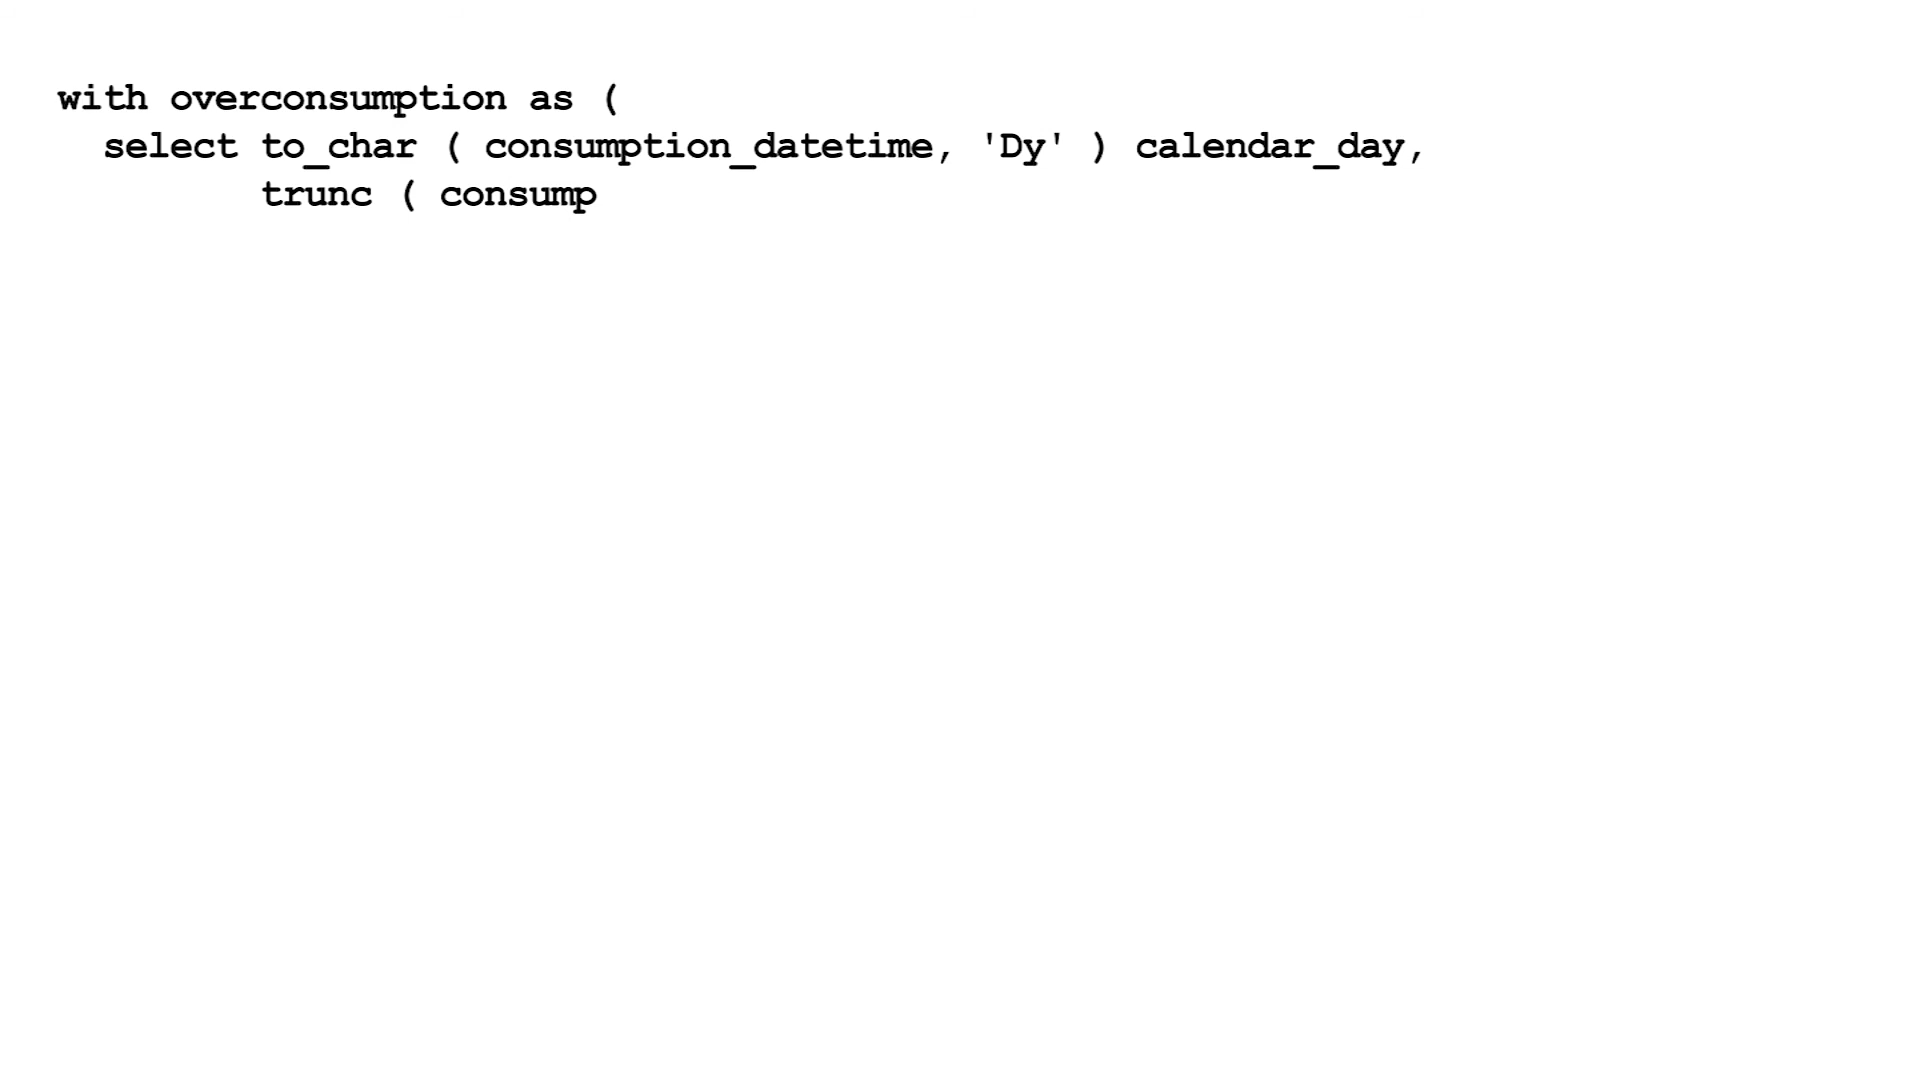 with overconsumption as (
  select to_char ( consumption_datetime, 'Dy' ) calendar_day,
         trunc ( consump